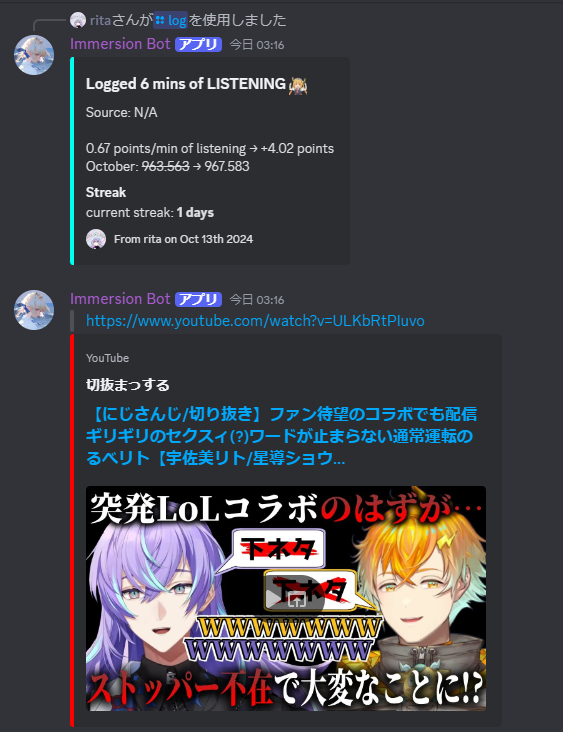 ritaさんが log を使用しました
Immersion Bot アプリ 今日 03:16
Logged 6 mins of LISTENING
Source: N/A
0.67 points/min of listening → +4.02 points
October: 963.563 → 967.583
Streak
current streak: 1 days
From rita on Oct 13th 2024
Immersion Bot アプリ 今日 03:16
https://www.youtube.com/watch?v=ULKbRtPluvo
YouTube
切抜まっする
【にじさんじ/切り抜き】ファン待望のコラボでも配信
ギリギリのセクスィ(?)ワードが止まらない通常運転の
るべリト【宇佐美リト/星導ショウ...
突発LoLコラボのはずが…
下ネタ
下ネタ
WWWWWWWW
WWWWWWWW
ストッパー不在で大変なことに!?